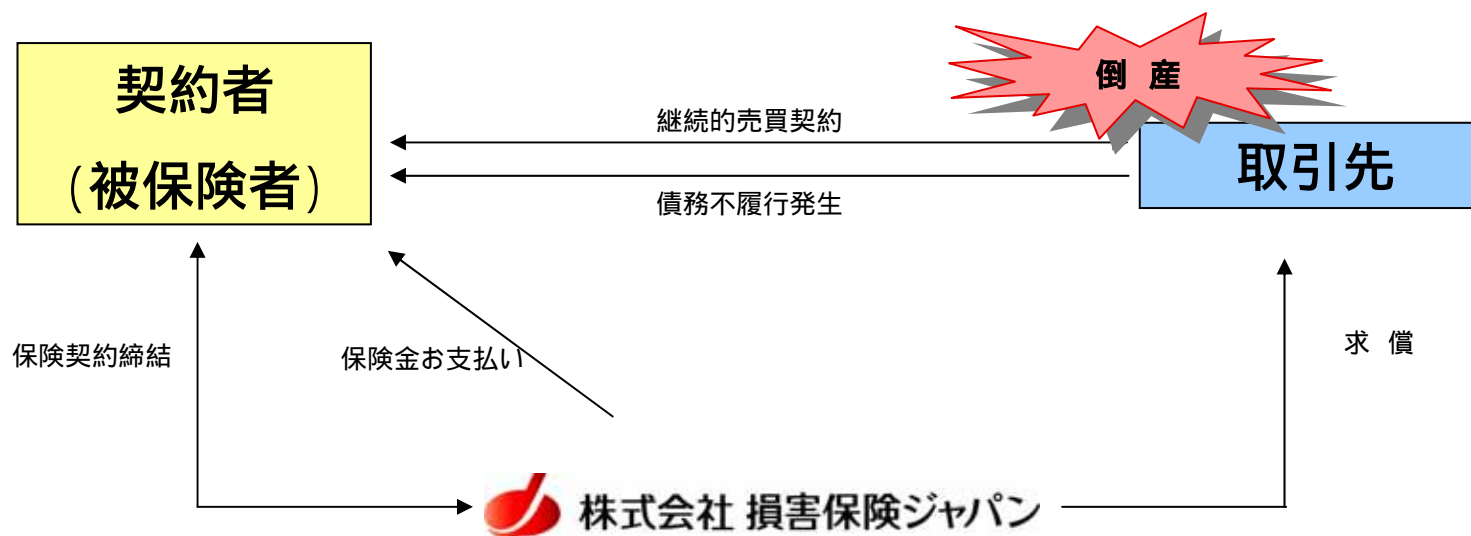 倒 産
契約者
(被保険者)
継続的売買契約
取引先
債務不履行発生
保険契約締結
保険金お支払い
求 償
株式会社 損害保険ジャパン